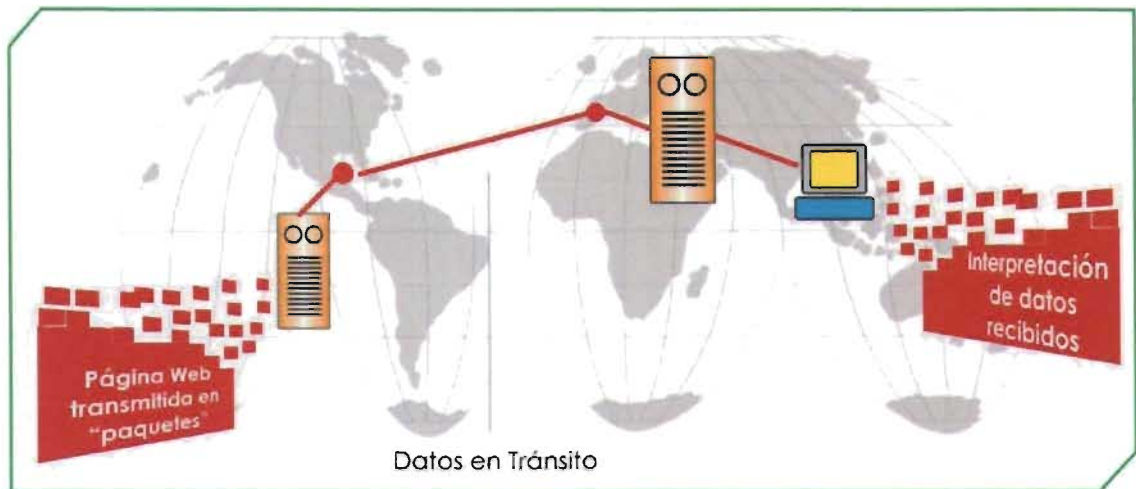 Página Web
transmitida en
"paquetes"
Datos en Tránsito
Interpretación
de datos
recibidos